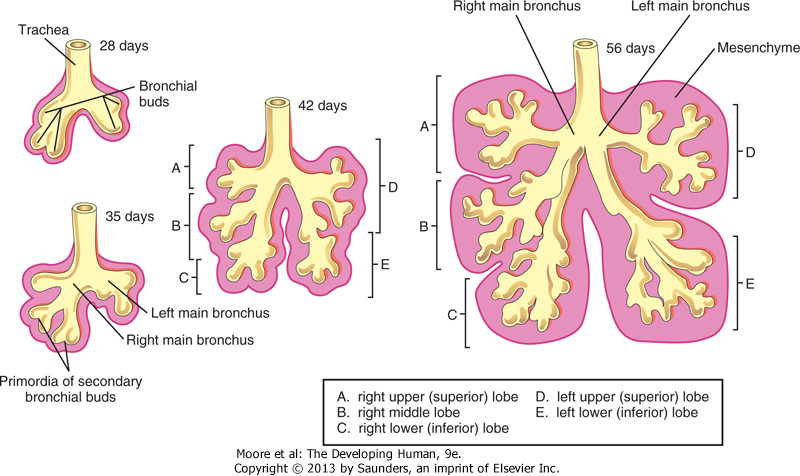 Trachea
28 days
Bronchial
buds
35 days
Left main bronchus
Right main bronchus
Primordia of secondary
bronchial buds
42 days
A
B
C
D
E
Right main bronchus
Left main bronchus
56 days
Mesenchyme
A
B
C
D
E
A. right upper (superior) lobe
B. right middle lobe
C. right lower (inferior) lobe
D. left upper (superior) lobe
E. left lower (inferior) lobe
Moore et al: The Developing Human, 9e.
Copyright © 2013 by Saunders, an imprint of Elsevier Inc.